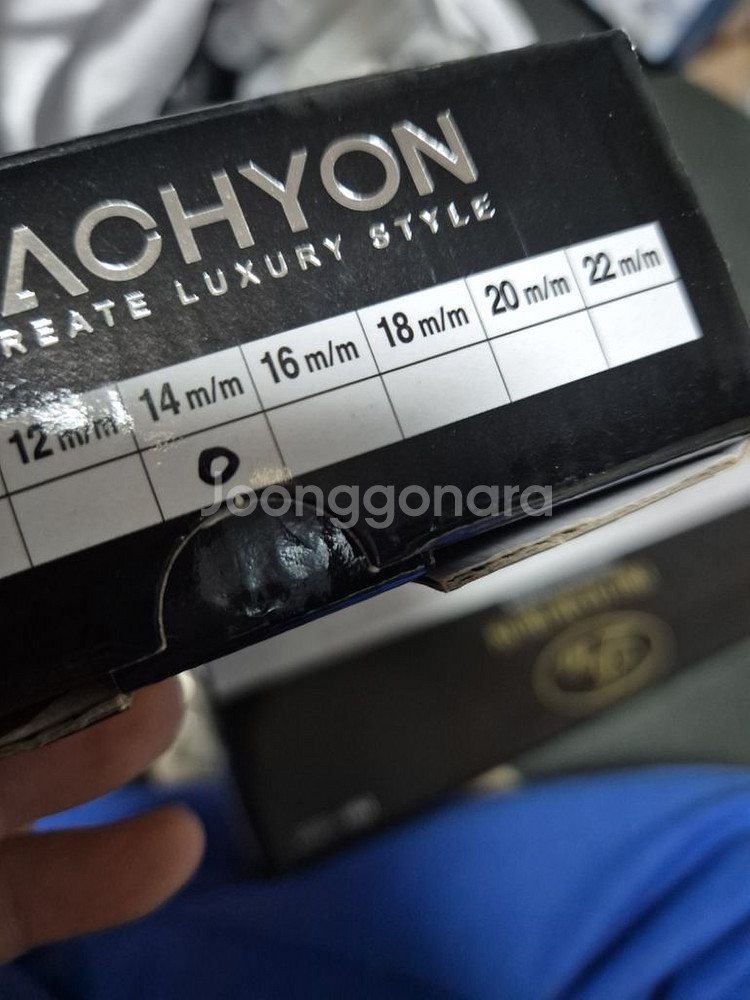 ACHYON
REATE LUXURY STYLE
12 m/m 14 m/m 16 m/m 18 m/m 20 m/m 22 m/m
O
Joonggonara